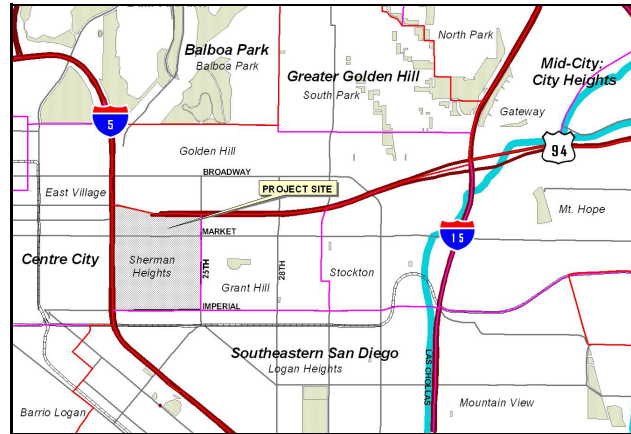 Balboa Park
Balboa Park
North Park
Mid-City:
City Heights
Greater Golden Hill
South Park
Gateway
5
94
Golden Hill
BROADWAY
East Village
PROJECT SITE
Mt. Hope
MARKET
15
Centre City
Sherman
Heights
25TH
28TH
Stockton
Grant Hill
IMPERIAL
Southeastern San Diego
Logan Heights
LAS CHOLLAS
Barrio Logan
Mountain View